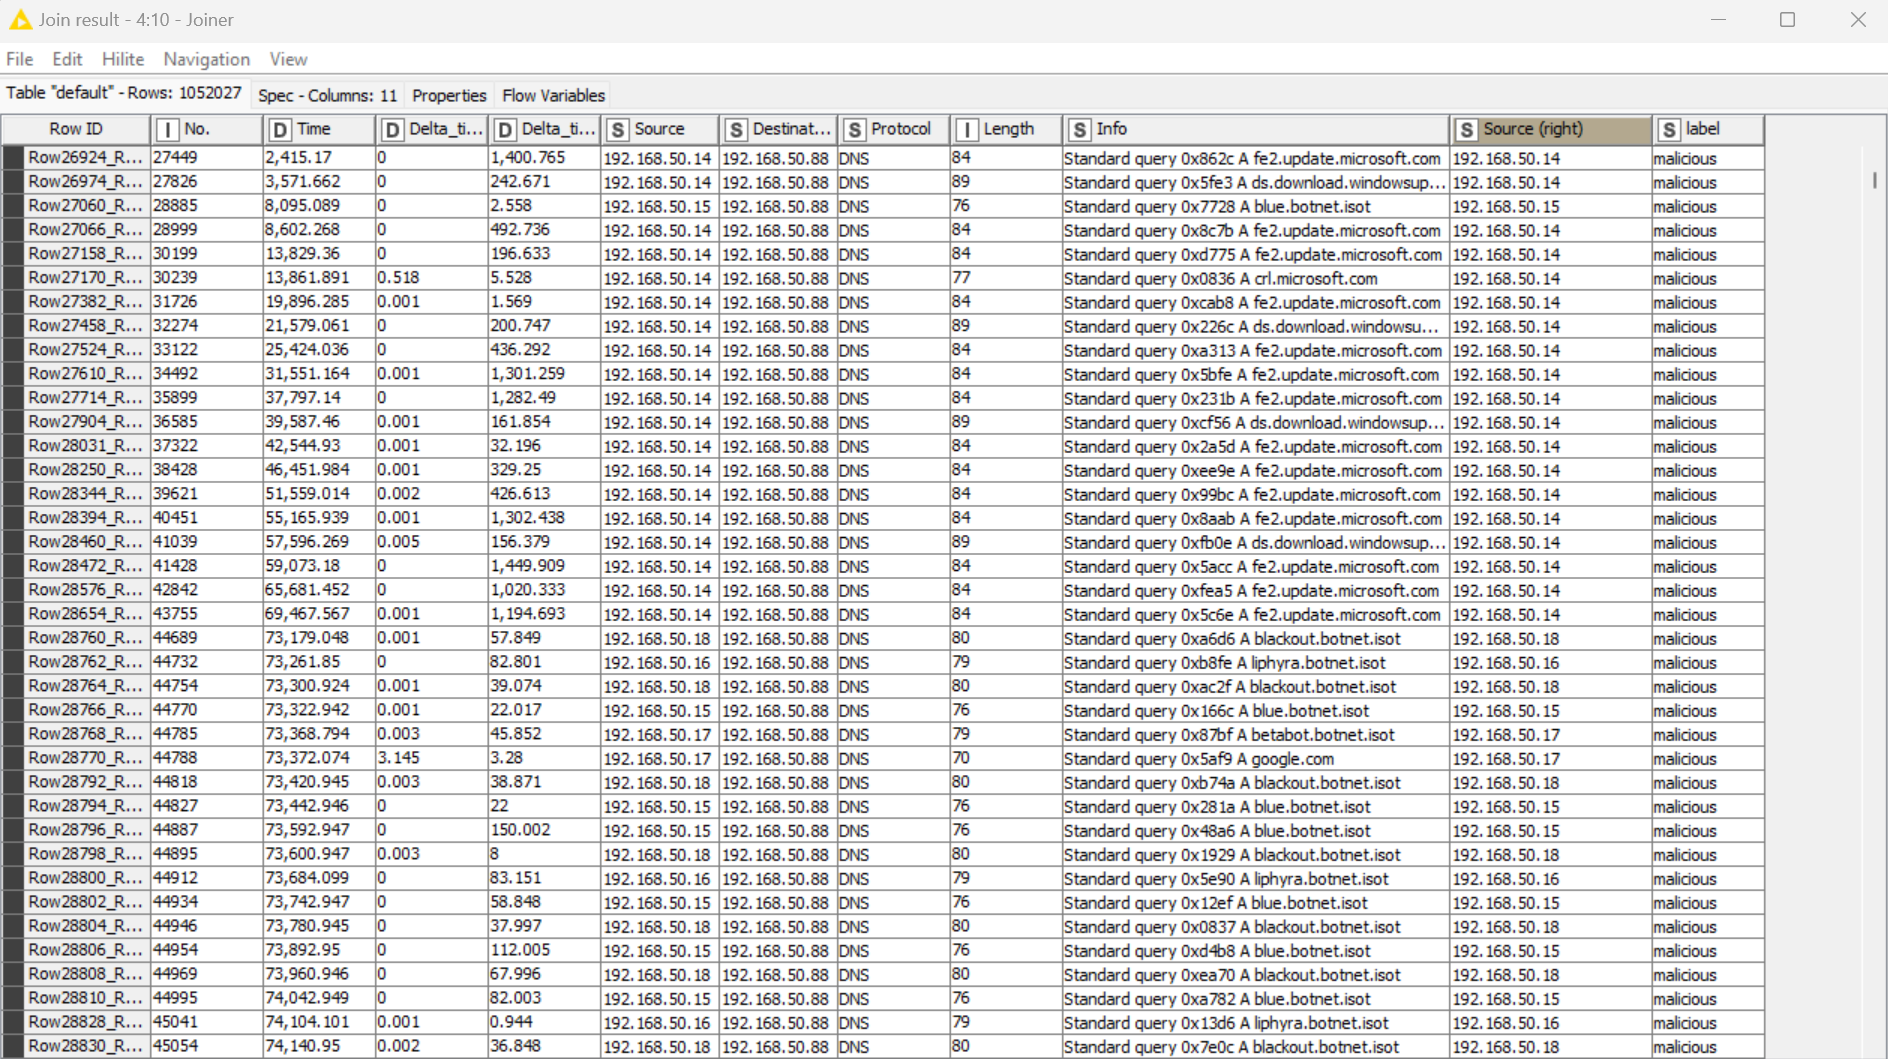 Join result - 4:10 - Joiner
File Edit Hilite Navigation View
Table "default" - Rows: 1052027 Spec - Columns: 11 Properties Flow Variables
Row ID I No. D Time D Delta_ti... D Delta_ti... S Source S Destinat... S Protocol I Length S Info S Source (right) S label
Row26924_R... 27449 2,415.17 0 1,400.765 192.168.50.14 192.168.50.88 DNS 84 Standard query 0x862c A fe2.update.microsoft.com 192.168.50.14 malicious
Row26974_R... 27826 3,571.662 0 242.671 192.168.50.14 192.168.50.88 DNS 89 Standard query 0x5fe3 A ds.download.windowsup... 192.168.50.14 malicious
Row27060_R... 28885 8,095.089 0 2.558 192.168.50.15 192.168.50.88 DNS 76 Standard query 0x7728 A blue.botnet.isot 192.168.50.15 malicious
Row27066_R... 28999 8,602.268 0 492.736 192.168.50.14 192.168.50.88 DNS 84 Standard query 0x8c7b A fe2.update.microsoft.com 192.168.50.14 malicious
Row27158_R... 30199 13,829.36 0 196.633 192.168.50.14 192.168.50.88 DNS 84 Standard query 0xd775 A fe2.update.microsoft.com 192.168.50.14 malicious
Row27170_R... 30239 13,861.891 0.518 5.528 192.168.50.14 192.168.50.88 DNS 77 Standard query 0x0836 A crl.microsoft.com 192.168.50.14 malicious
Row27382_R... 31726 19,896.285 0.001 1.569 192.168.50.14 192.168.50.88 DNS 84 Standard query 0xcab8 A fe2.update.microsoft.com 192.168.50.14 malicious
Row27458_R... 32274 21,579.061 0 200.747 192.168.50.14 192.168.50.88 DNS 89 Standard query 0x226c A ds.download.windowsu... 192.168.50.14 malicious
Row27524_R... 33122 25,424.036 0 436.292 192.168.50.14 192.168.50.88 DNS 84 Standard query 0xa313 A fe2.update.microsoft.com 192.168.50.14 malicious
Row27610_R... 34492 31,551.164 0.001 1,301.259 192.168.50.14 192.168.50.88 DNS 84 Standard query 0x5bfe A fe2.update.microsoft.com 192.168.50.14 malicious
Row27714_R... 35899 37,797.14 0 1,282.49 192.168.50.14 192.168.50.88 DNS 84 Standard query 0x231b A fe2.update.microsoft.com 192.168.50.14 malicious
Row27904_R... 36585 39,587.46 0.001 161.854 192.168.50.14 192.168.50.88 DNS 89 Standard query 0xcf56 A ds.download.windowsup... 192.168.50.14 malicious
Row28031_R... 37322 42,544.93 0.001 32.196 192.168.50.14 192.168.50.88 DNS 84 Standard query 0x2a5d A fe2.update.microsoft.com 192.168.50.14 malicious
Row28250_R... 38428 46,451.984 0.001 329.25 192.168.50.14 192.168.50.88 DNS 84 Standard query 0xee9e A fe2.update.microsoft.com 192.168.50.14 malicious
Row28344_R... 39621 51,559.014 0.002 426.613 192.168.50.14 192.168.50.88 DNS 84 Standard query 0x99bc A fe2.update.microsoft.com 192.168.50.14 malicious
Row28394_R... 40451 55,165.939 0.001 1,302.438 192.168.50.14 192.168.50.88 DNS 84 Standard query 0x8aab A fe2.update.microsoft.com 192.168.50.14 malicious
Row28460_R... 41039 57,596.269 0.005 156.379 192.168.50.14 192.168.50.88 DNS 89 Standard query 0xfb0e A ds.download.windowsup... 192.168.50.14 malicious
Row28472_R... 41428 59,073.18 0 1,449.909 192.168.50.14 192.168.50.88 DNS 84 Standard query 0x5acc A fe2.update.microsoft.com 192.168.50.14 malicious
Row28576_R... 42842 65,681.452 0 1,020.333 192.168.50.14 192.168.50.88 DNS 84 Standard query 0xfea5 A fe2.update.microsoft.com 192.168.50.14 malicious
Row28654_R... 43755 69,467.567 0.001 1,194.693 192.168.50.14 192.168.50.88 DNS 84 Standard query 0x5c6e A fe2.update.microsoft.com 192.168.50.14 malicious
Row28760_R... 44689 73,179.048 0.001 57.849 192.168.50.18 192.168.50.88 DNS 80 Standard query 0xa6d6 A blackout.botnet.isot 192.168.50.18 malicious
Row28762_R... 44732 73,261.85 0 82.801 192.168.50.16 192.168.50.88 DNS 79 Standard query 0xb8fe A liphyra.botnet.isot 192.168.50.16 malicious
Row28764_R... 44754 73,300.924 0.001 39.074 192.168.50.18 192.168.50.88 DNS 80 Standard query 0xac2f A blackout.botnet.isot 192.168.50.18 malicious
Row28766_R... 44770 73,322.942 0.001 22.017 192.168.50.15 192.168.50.88 DNS 76 Standard query 0x166c A blue.botnet.isot 192.168.50.15 malicious
Row28768_R... 44785 73,368.794 0.003 45.852 192.168.50.17 192.168.50.88 DNS 79 Standard query 0x87bf A betabot.botnet.isot 192.168.50.17 malicious
Row28770_R... 44788 73,372.074 3.145 3.28 192.168.50.17 192.168.50.88 DNS 70 Standard query 0x5af9 A google.com 192.168.50.17 malicious
Row28792_R... 44818 73,420.945 0.003 38.871 192.168.50.18 192.168.50.88 DNS 80 Standard query 0xb74a A blackout.botnet.isot 192.168.50.18 malicious
Row28794_R... 44827 73,442.946 0 22 192.168.50.15 192.168.50.88 DNS 76 Standard query 0x281a A blue.botnet.isot 192.168.50.15 malicious
Row28796_R... 44887 73,592.947 0 150.002 192.168.50.15 192.168.50.88 DNS 76 Standard query 0x48a6 A blue.botnet.isot 192.168.50.15 malicious
Row28798_R... 44895 73,600.947 0.003 8 192.168.50.18 192.168.50.88 DNS 80 Standard query 0x1929 A blackout.botnet.isot 192.168.50.18 malicious
Row28800_R... 44912 73,684.099 0 83.151 192.168.50.16 192.168.50.88 DNS 79 Standard query 0x5e90 A liphyra.botnet.isot 192.168.50.16 malicious
Row28802_R... 44934 73,742.947 0 58.848 192.168.50.15 192.168.50.88 DNS 76 Standard query 0x12ef A blue.botnet.isot 192.168.50.15 malicious
Row28804_R... 44946 73,780.945 0 37.997 192.168.50.18 192.168.50.88 DNS 80 Standard query 0x0837 A blackout.botnet.isot 192.168.50.18 malicious
Row28806_R... 44954 73,892.95 0 112.005 192.168.50.15 192.168.50.88 DNS 76 Standard query 0xd4b8 A blue.botnet.isot 192.168.50.15 malicious
Row28808_R... 44969 73,960.946 0 67.996 192.168.50.18 192.168.50.88 DNS 80 Standard query 0xea70 A blackout.botnet.isot 192.168.50.18 malicious
Row28810_R... 44995 74,042.949 0 82.003 192.168.50.15 192.168.50.88 DNS 76 Standard query 0xa782 A blue.botnet.isot 192.168.50.15 malicious
Row28828_R... 45041 74,104.101 0.001 0.944 192.168.50.16 192.168.50.88 DNS 79 Standard query 0x13d6 A liphyra.botnet.isot 192.168.50.16 malicious
Row28830_R... 45054 74,140.95 0.002 36.848 192.168.50.18 192.168.50.88 DNS 80 Standard query 0x7e0c A blackout.botnet.isot 192.168.50.18 malicious